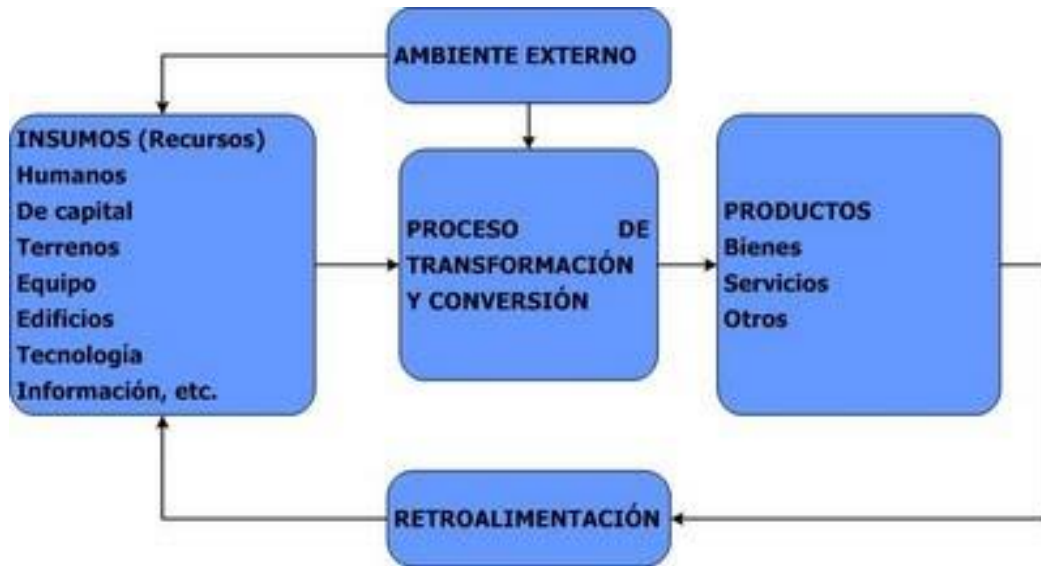 AMBIENTE EXTERNO
INSUMOS (Recursos)
Humanos
De capital
Terrenos
Equipo
Edificios
Tecnología
Información, etc.
PROCESO DE
TRANSFORMACIÓN
Y CONVERSIÓN
PRODUCTOS
Bienes
Servicios
Otros
RETROALIMENTACIÓN